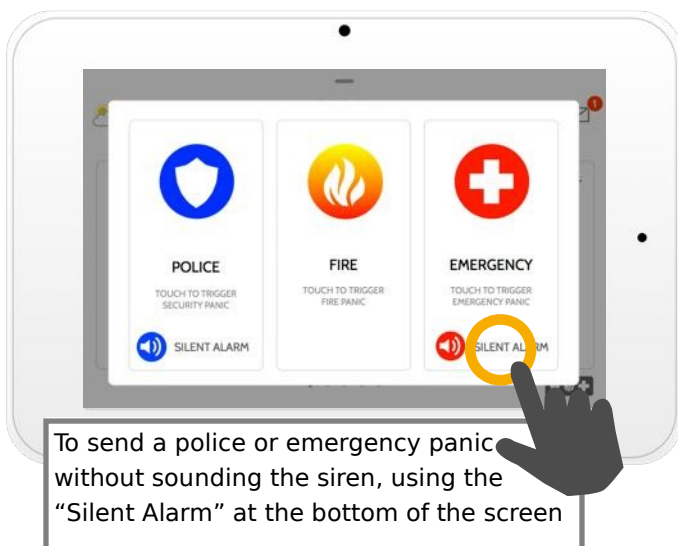 1
POLICE
TOUCH TO TRIGGER
SECURITY PANIC
SILENT ALARM
FIRE
TOUCH TO TRIGGER
FIRE PANIC
EMERGENCY
TOUCH TO TRIGGER
EMERGENCY PANIC
SILENT ALARM
To send a police or emergency panic
without sounding the siren, using the
“Silent Alarm” at the bottom of the screen